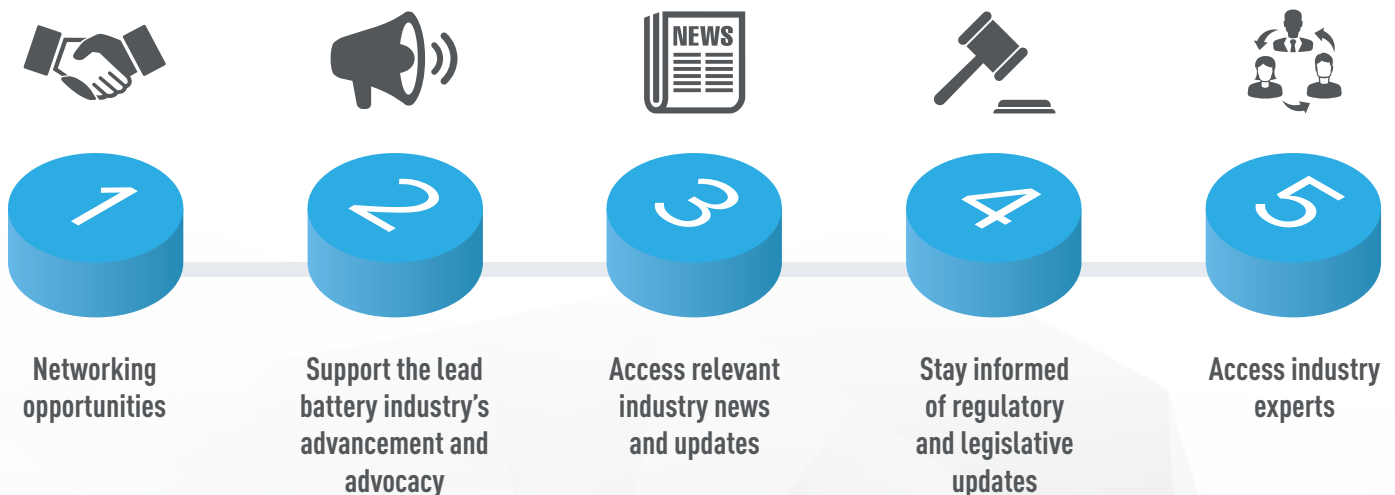 NEWS
1
2
3
4
5
Networking
opportunities
Support the lead
battery industry’s
advancement and
advocacy
Access relevant
industry news
and updates
Stay informed
of regulatory
and legislative
updates
Access industry
experts